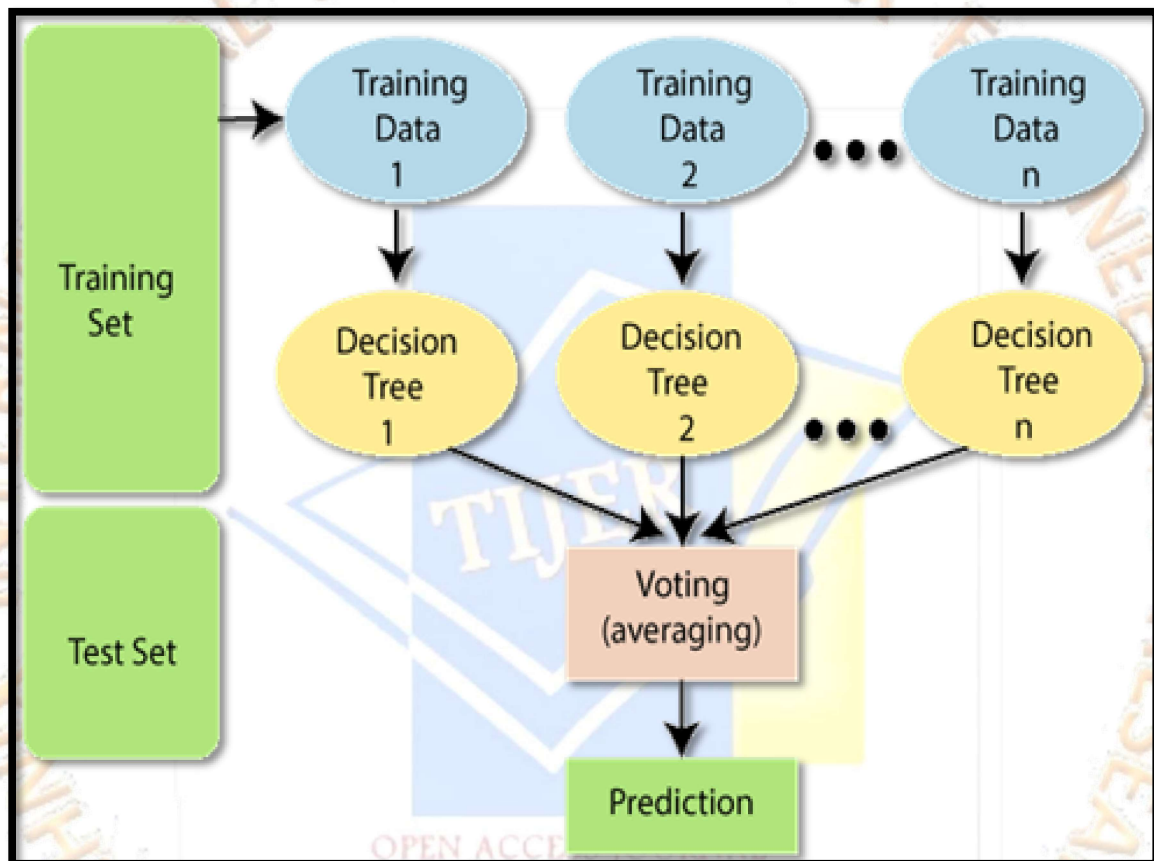 Training
Data
1
Training
Data
2
Training
Data
n
Training
Set
Decision
Tree
1
Decision
Tree
2
Decision
Tree
n
TIJER
Voting
(averaging)
Test Set
Prediction
OPEN ACCESS